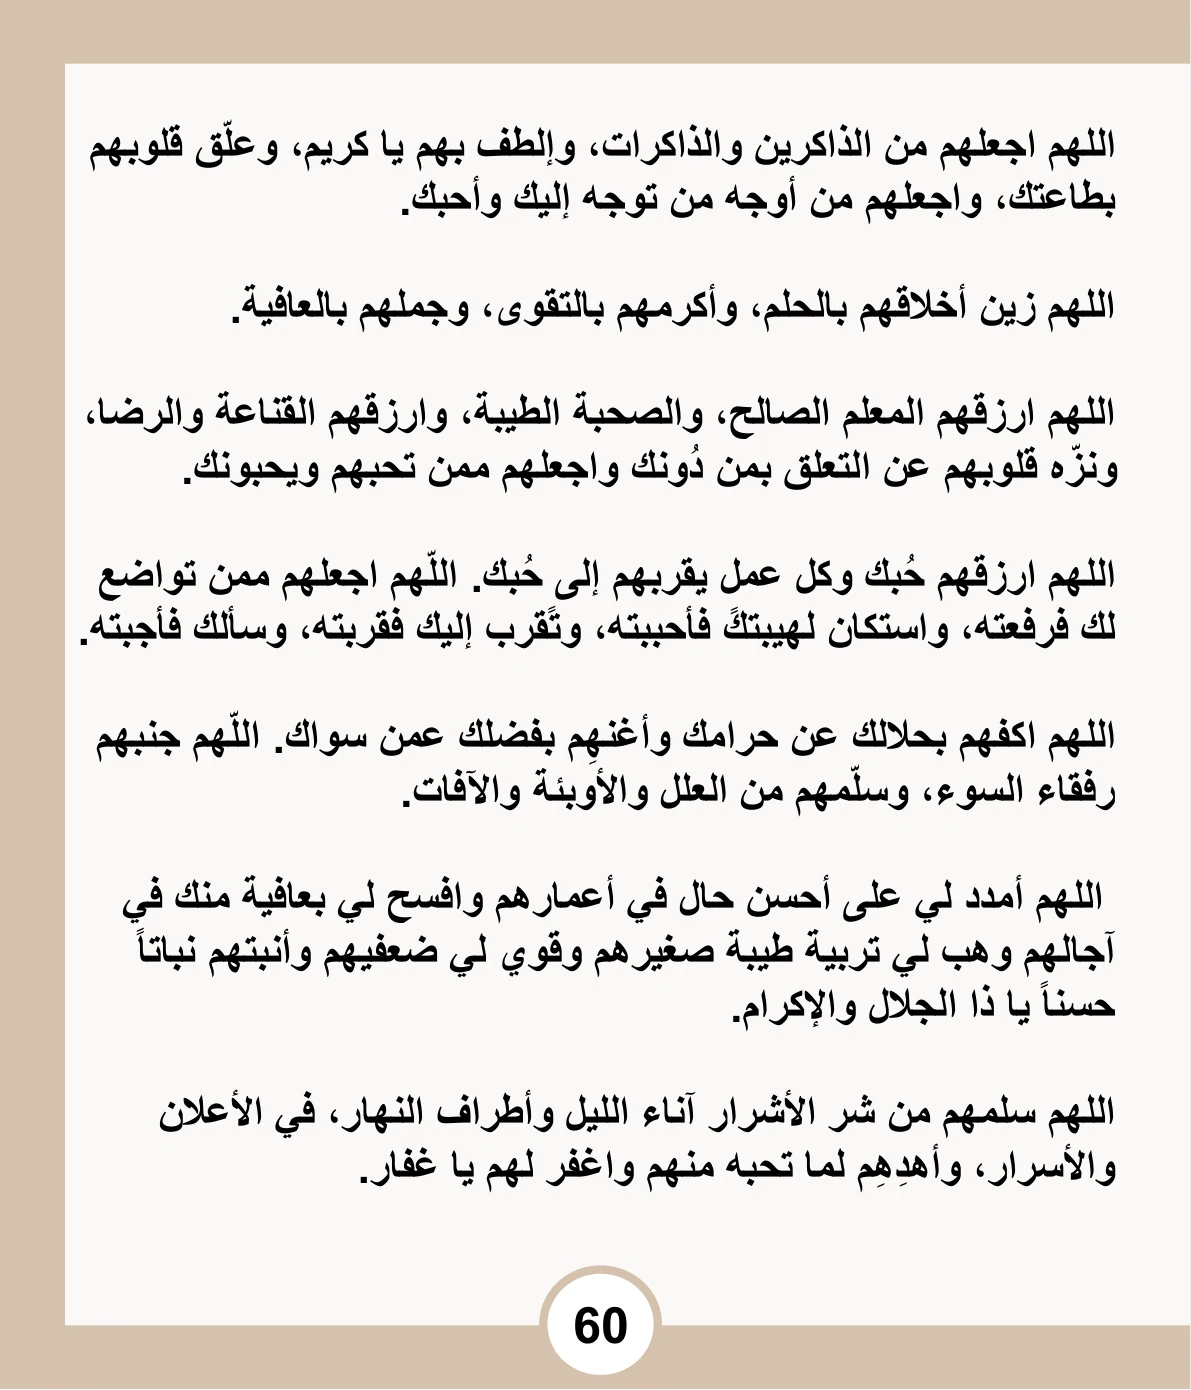 اللهم اجعلهم من الذاكرين والذاكرات، وإلطف بهم يا كريم، وعلّق قلوبهم
بطاعتك، واجعلهم من أوجه من توجه إليك وأحبك.
اللهم زين أخلاقهم بالحلم، وأكرمهم بالتقوى، وجملهم بالعافية.
اللهم ارزقهم المعلم الصالح، والصحبة الطيبة، وارزقهم القناعة والرضا،
ونزّه قلوبهم عن التعلق بمن دُونك واجعلهم ممن تحبهم ويحبونك.
اللهم ارزقهم حُبك وكل عمل يقربهم إلى حُبك. اللّهم اجعلهم ممن تواضع
لك فرفعته، واستكان لهيبتكً فأحببته، وتًقرب إليك فقربته، وسألك فأجبته.
اللهم اكفهم بحلالك عن حرامك وأغنهِم بفضلك عمن سواك. اللّهم جنبهم
رفقاء السوء، وسلّمهم من العلل والأوبئة والآفات.
اللهم أمدد لي على أحسن حال في أعمارهم وافسح لي بعافية منك في
آجالهم وهب لي تربية طيبة صغيرهم وقوي لي ضعفيهم وأنبتهم نباتاً
حسناً يا ذا الجلال والإكرام.
اللهم سلمهم من شر الأشرار آناء الليل وأطراف النهار، في الأعلان
والأسرار، وأهدِهِم لما تحبه منهم واغفر لهم يا غفار.
60